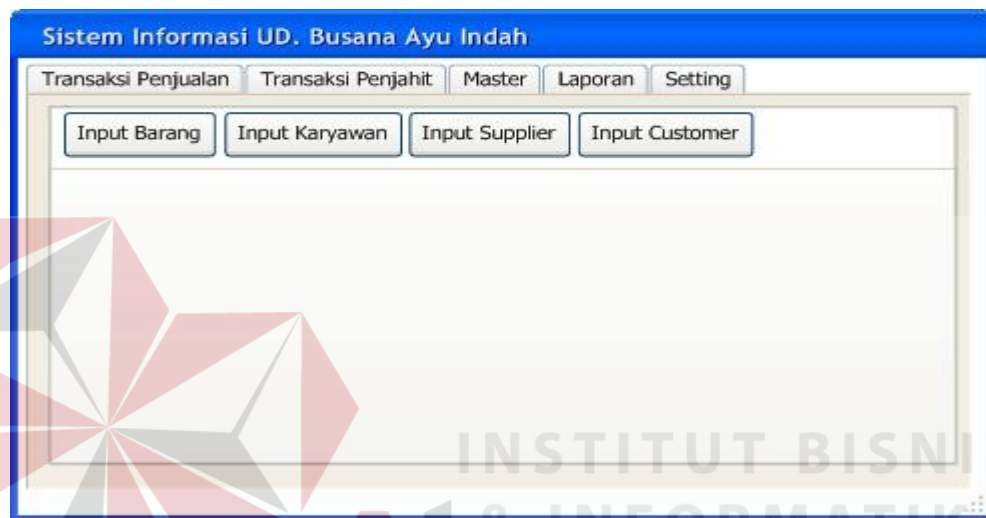 Sistem Informasi UD. Busana Ayu Indah
Transaksi Penjualan Transaksi Penjahit Master Laporan Setting
Input Barang Input Karyawan Input Supplier Input Customer
INSTITUT BISNI
& INFORMATIK